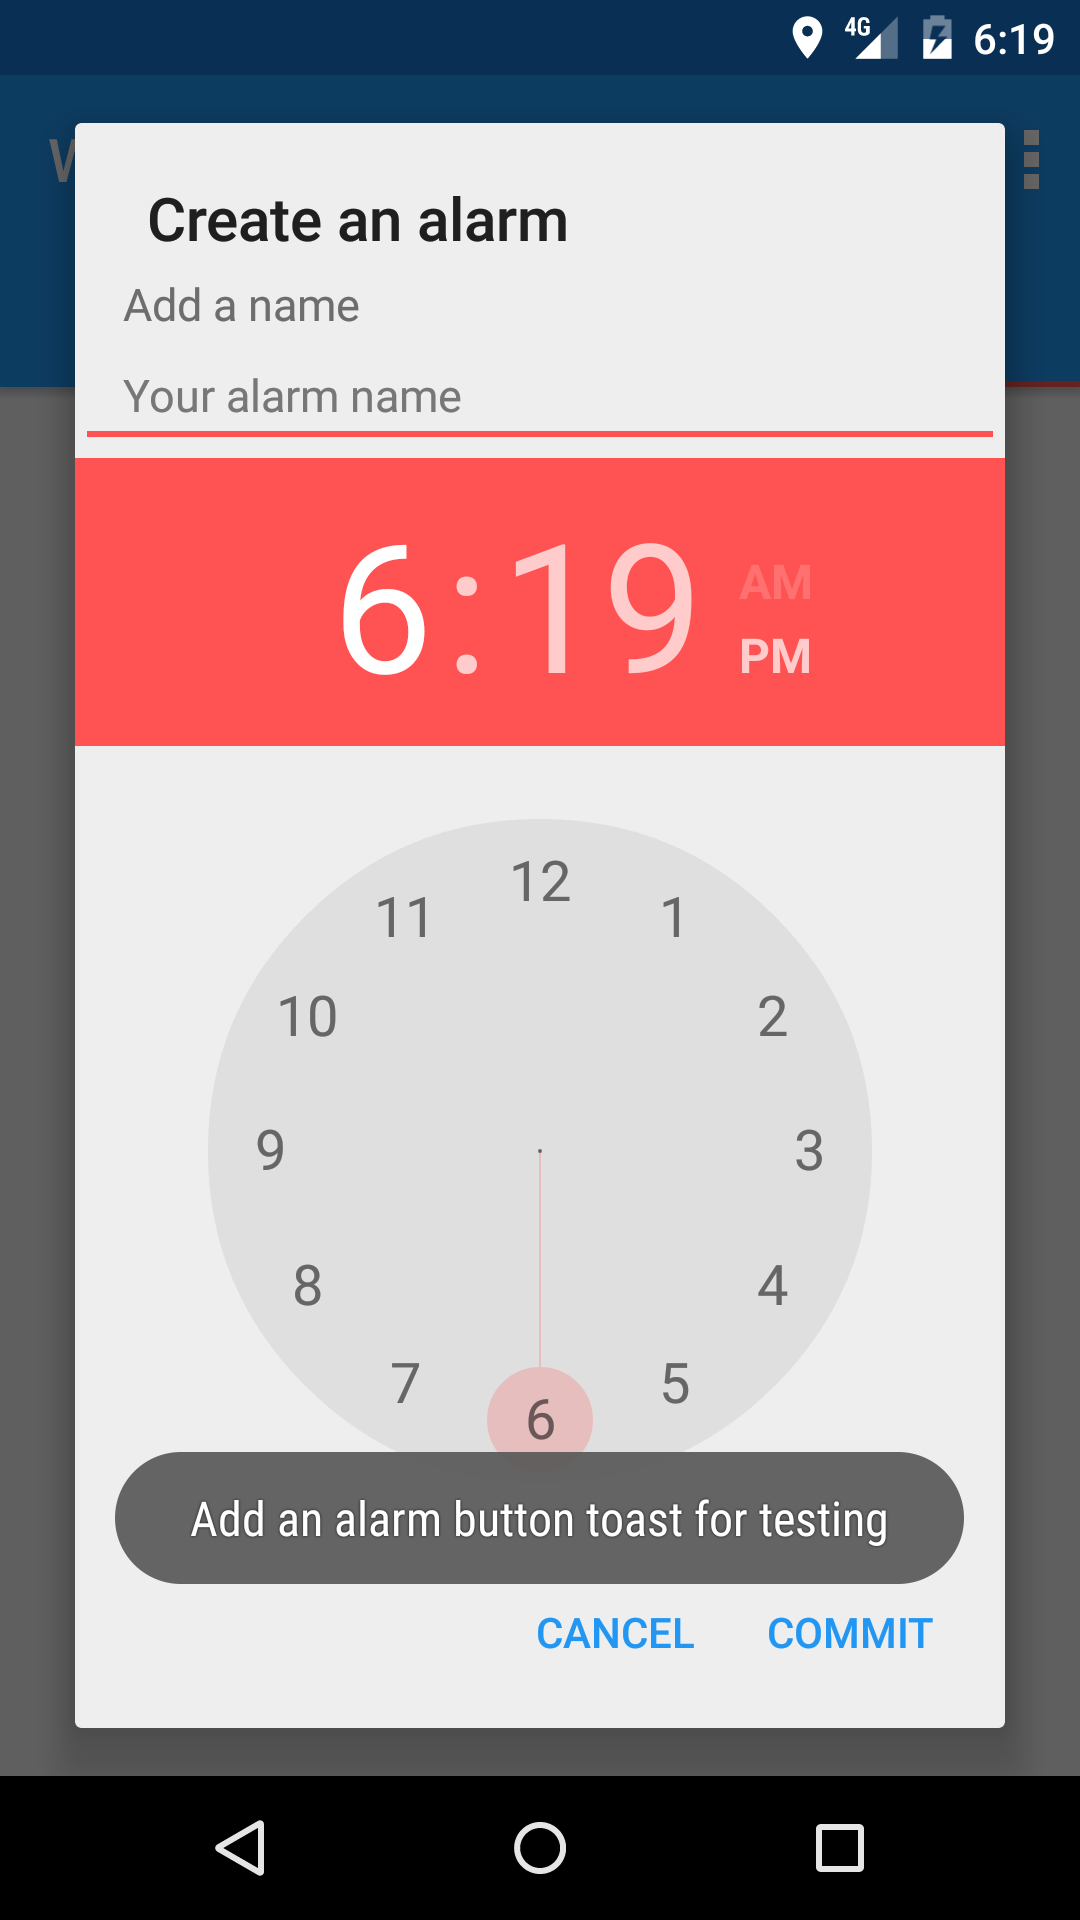 4G 6:19
W
Create an alarm
Add a name
Your alarm name
6:19
AM
PM
12
11 1
10 2
9 3
8 4
7 5
6
Add an alarm button toast for testing
CANCEL COMMIT